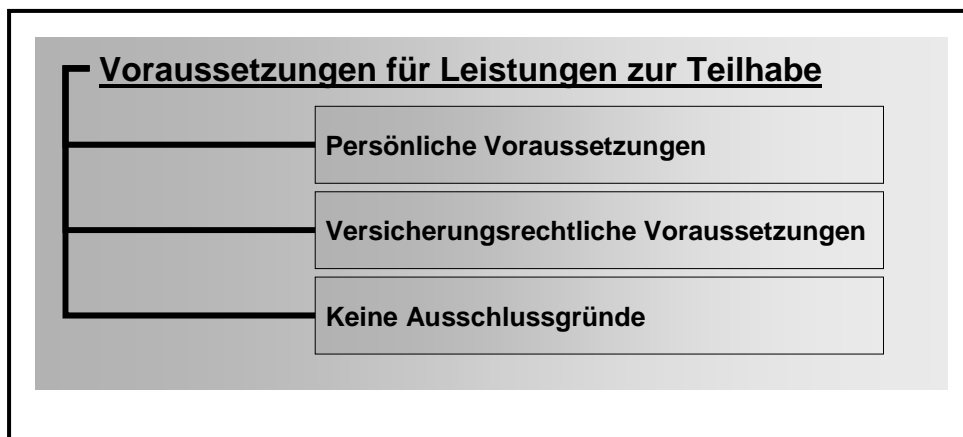 Voraussetzungen für Leistungen zur Teilhabe
Persönliche Voraussetzungen
Versicherungsrechtliche Voraussetzungen
Keine Ausschlussgründe